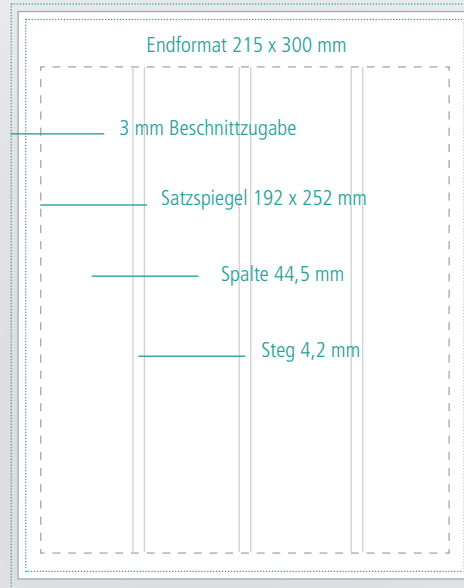 Endformat 215 x 300 mm
3 mm Beschnittzugabe
Satzspiegel 192 x 252 mm
Spalte 44,5 mm
Steg 4,2 mm